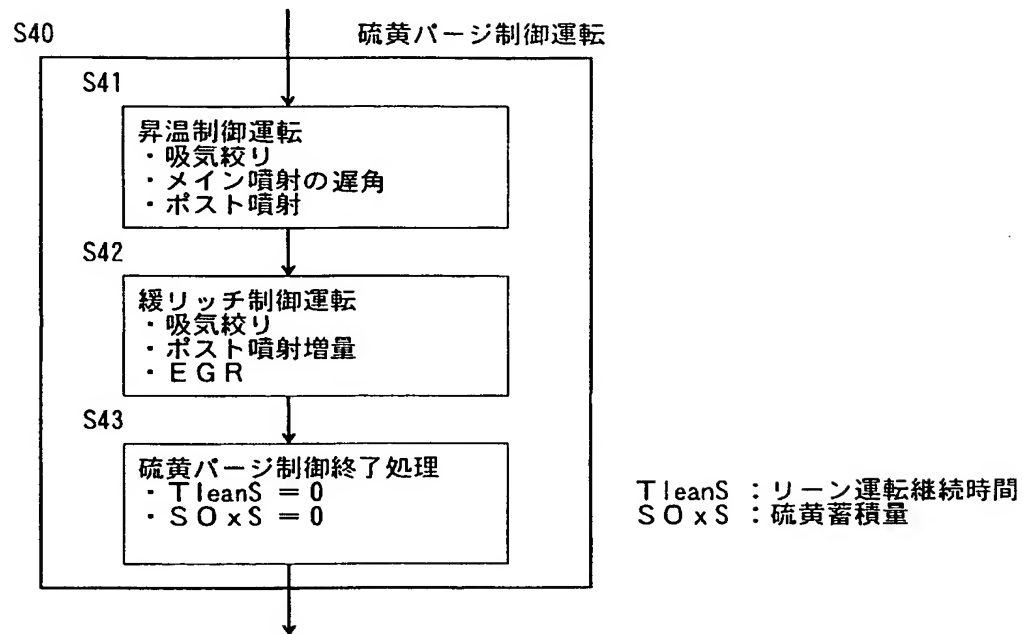 S40 硫黄パージ制御運転
S41
昇温制御運転
・吸気絞り
・メイン噴射の遅角
・ポスト噴射
S42
緩リッチ制御運転
・吸気絞り
・ポスト噴射増量
・EGR
S43
硫黄パージ制御終了処理
・TleanS = 0
・SOxS = 0
TleanS : リーン運転継続時間
SOxS : 硫黄蓄積量